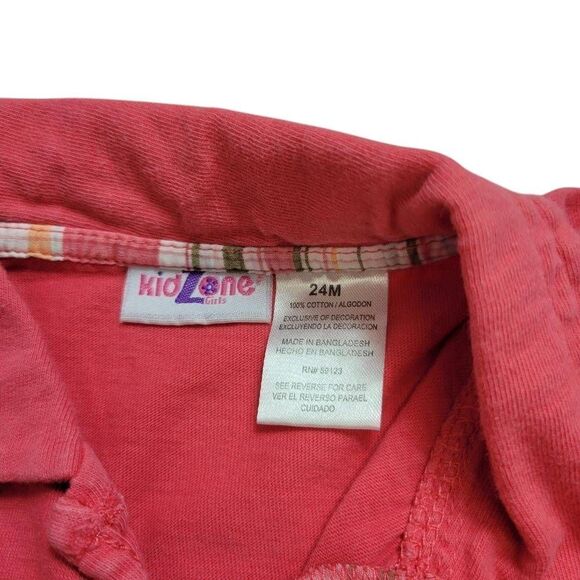 kidZone
Girls
24M
100% COTTON / ALGODON
EXCLUSIVE OF DECORATION
EXCLUYENDO LA DECORACION
MADE IN BANGLADESH
HECHO EN BANGLADESH
RN# 59123
SEE REVERSE FOR CARE
VER EL REVERSO PARAEL
CUIDADO